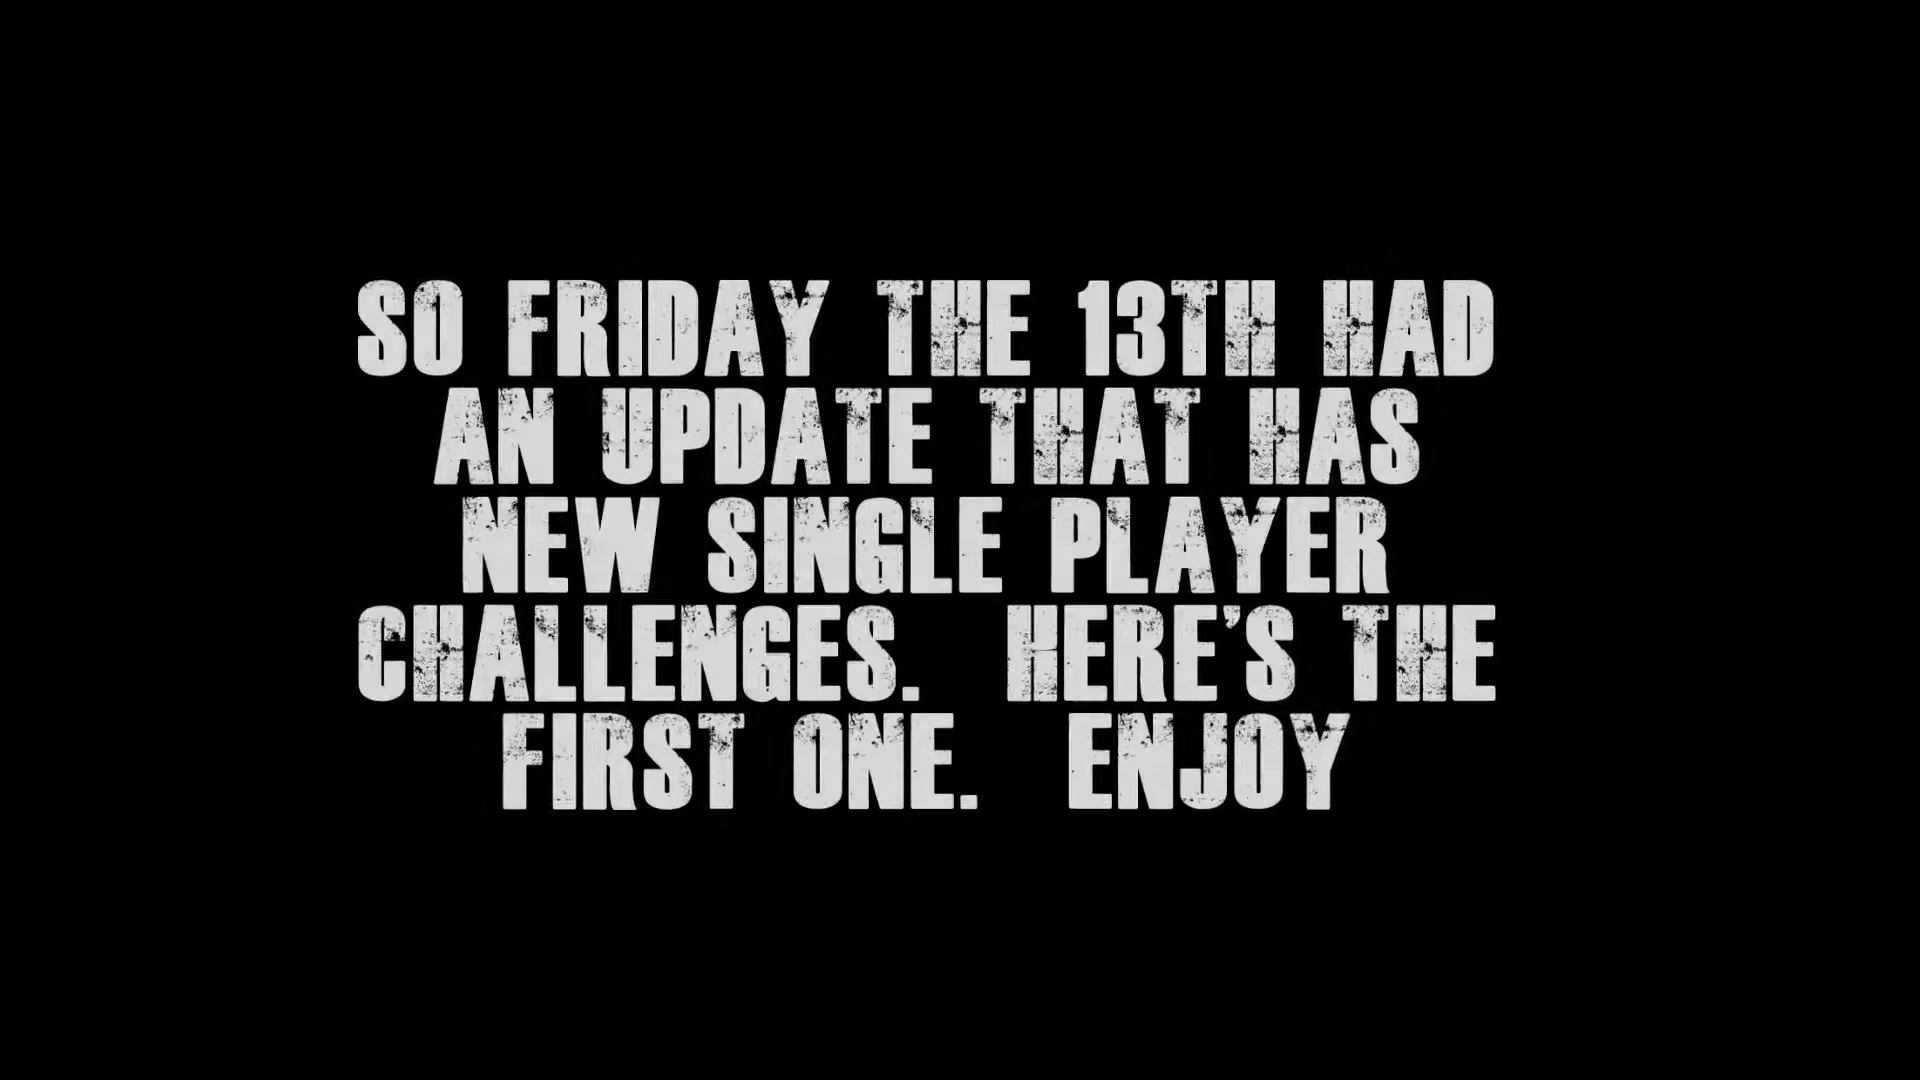 SO FRIDAY THE 13TH HAD
AN UPDATE THAT HAS
NEW SINGLE PLAYER
CHALLENGES. HERE'S THE
FIRST ONE. ENJOY